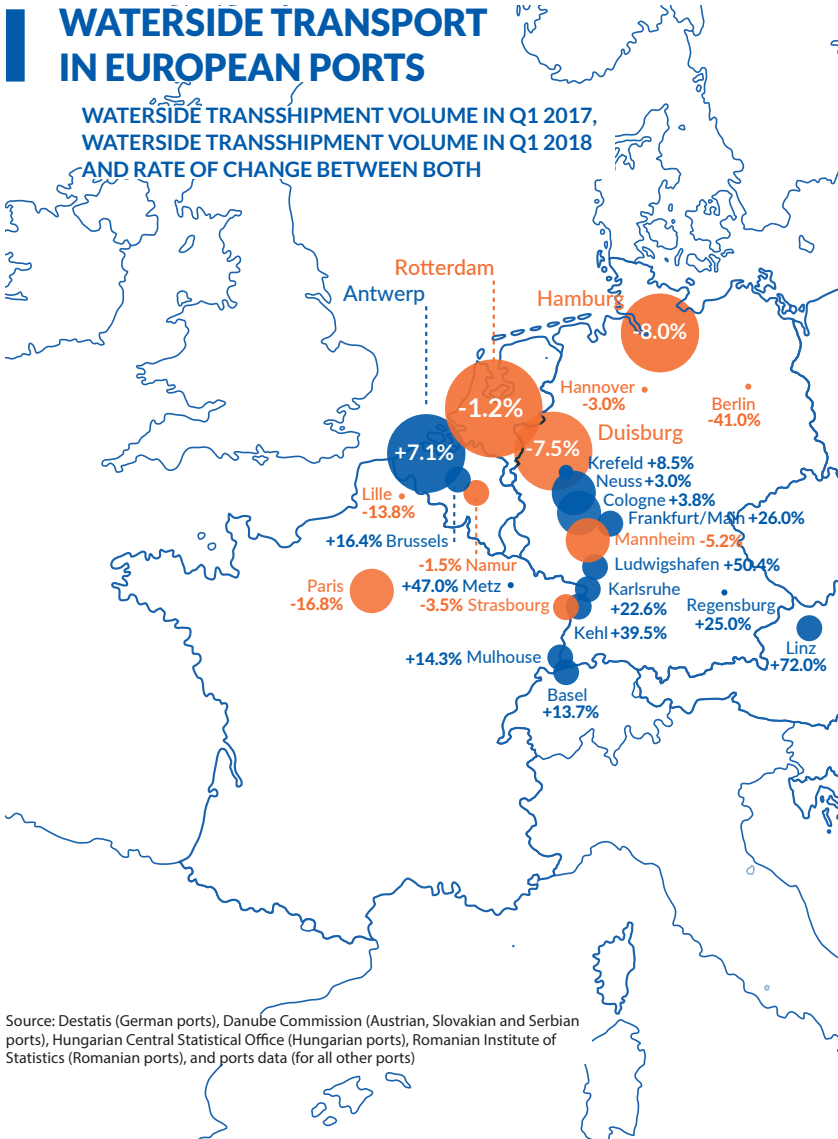 WATERSIDE TRANSPORT
IN EUROPEAN PORTS
WATERSIDE TRANSSHIPMENT VOLUME IN Q1 2017,
WATERSIDE TRANSSHIPMENT VOLUME IN Q1 2018
AND RATE OF CHANGE BETWEEN BOTH
Rotterdam
Antwerp
Hamburg
-8.0%
Hannover
-3.0%
Berlin
-41.0%
-1.2%
Duisburg
-7.5%
+7.1%
Krefeld +8.5%
Neuss +3.0%
Cologne +3.8%
Lille
-13.8%
Frankfurt/Main +26.0%
+16.4% Brussels
Mannheim -5.2%
-1.5% Namur
Ludwigshafen +50.4%
Paris
-16.8%
+47.0% Metz
Karlsruhe
+22.6%
-3.5% Strasbourg
Regensburg
+25.0%
Kehl +39.5%
Linz
+72.0%
+14.3% Mulhouse
Basel
+13.7%
Source: Destatis (German ports), Danube Commission (Austrian, Slovakian and Serbian
ports), Hungarian Central Statistical Office (Hungarian ports), Romanian Institute of
Statistics (Romanian ports), and ports data (for all other ports)